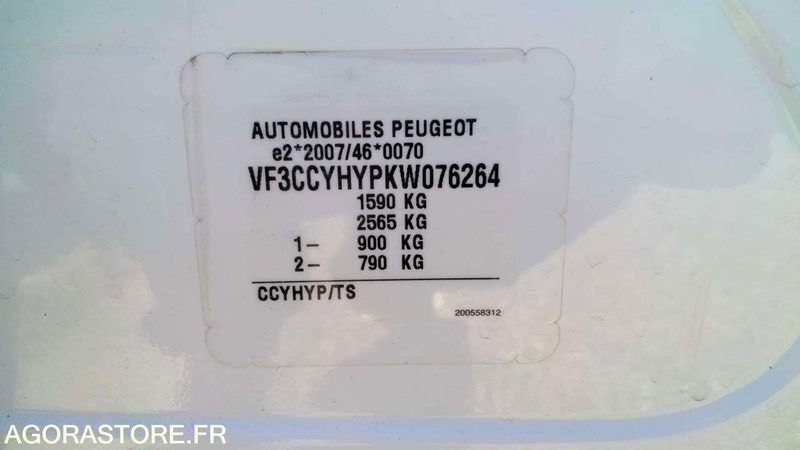 AUTOMOBILES PEUGEOT
e2*2007/46*0070
VF3CCYHYPKW076264
1590 KG
2565 KG
1- 900 KG
2- 790 KG
CCYHYP/TS
200558312
AGORASTORE.FR